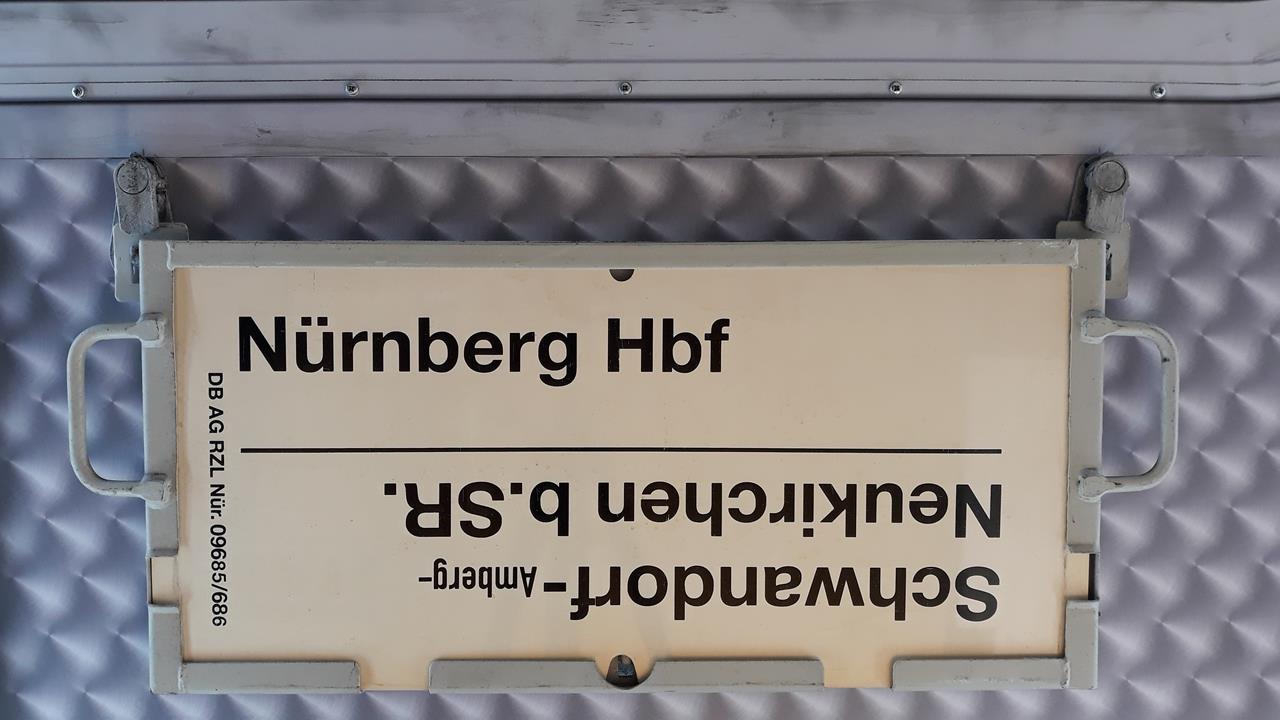 Nürnberg Hbf
Schwandorf-Amberg-
Neukirchen b.SR.
DB AG RZL Nür. 09685/686